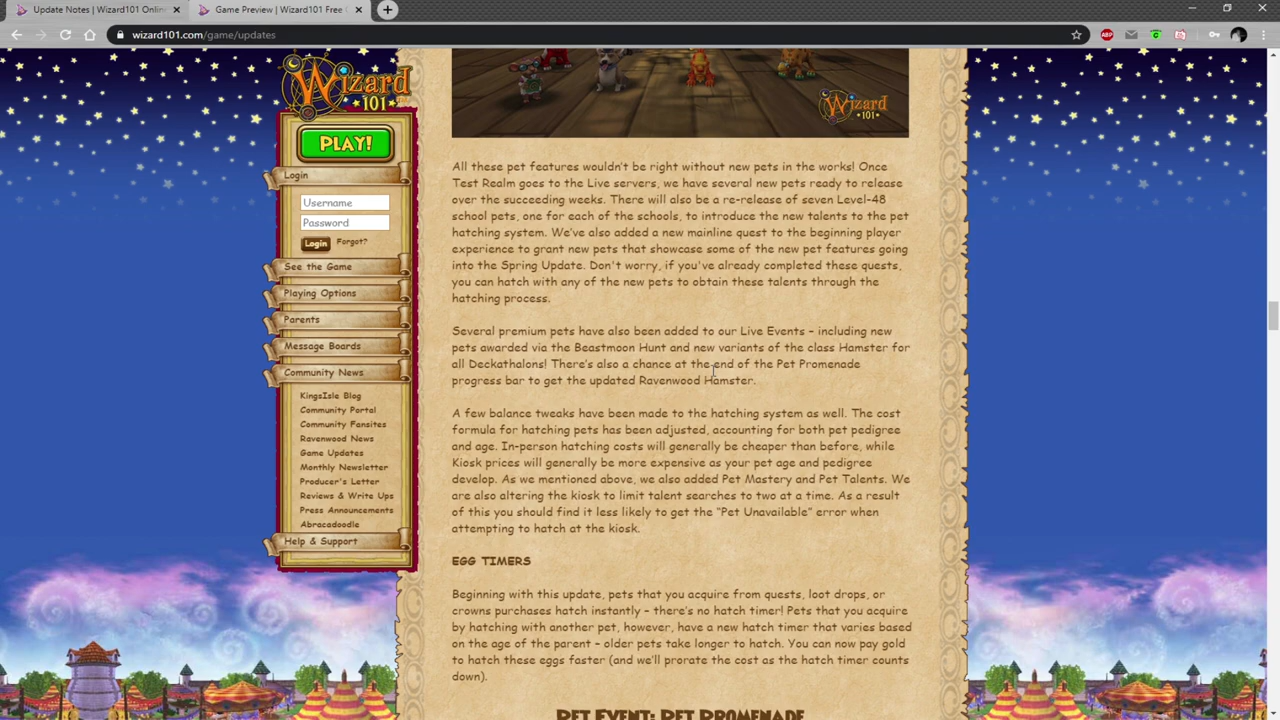 Update Notes | Wizard101 Onlin
Game Preview | Wizard101 Free
wizard101.com/game/updates
ABP
Wizard
101
PLAY!
Login
Username
Password
Login Forgot?
See the Game
Playing Options
Parents
Message Boards
Community News
KingsIsle Blog
Community Portal
Community Fansites
Ravenwood News
Game Updates
Monthly Newsletter
Producer's Letter
Reviews & Write Ups
Press Announcements
Abracadoodle
Help & Support
Wizard
101
All these pet features wouldn't be right without new pets in the works! Once
Test Realm goes to the Live servers, we have several new pets ready to release
over the succeeding weeks. There will also be a re-release of seven Level-48
school pets, one for each of the schools, to introduce the new talents to the pet
hatching system. We've also added a new mainline quest to the beginning player
experience to grant new pets that showcase some of the new pet features going
into the Spring Update. Don't worry, if you've already completed these quests,
you can hatch with any of the new pets to obtain these talents through the
hatching process.
Several premium pets have also been added to our Live Events – including new
pets awarded via the Beastmoon Hunt and new variants of the class Hamster for
all Deckathalons! There's also a chance at the end of the Pet Promenade
progress bar to get the updated Ravenwood Hamster.
A few balance tweaks have been made to the hatching system as well. The cost
formula for hatching pets has been adjusted, accounting for both pet pedigree
and age. In-person hatching costs will generally be cheaper than before, while
Kiosk prices will generally be more expensive as your pet age and pedigree
develop. As we mentioned above, we also added Pet Mastery and Pet Talents. We
are also altering the kiosk to limit talent searches to two at a time. As a result
of this you should find it less likely to get the "Pet Unavailable" error when
attempting to hatch at the kiosk.
EGG TIMERS
Beginning with this update, pets that you acquire from quests, loot drops, or
crowns purchases hatch instantly – there's no hatch timer! Pets that you acquire
by hatching with another pet, however, have a new hatch timer that varies based
on the age of the parent – older pets take longer to hatch. You can now pay gold
to hatch these eggs faster (and we'll prorate the cost as the hatch timer counts
down).
PET EVENT: PET PROMENADE